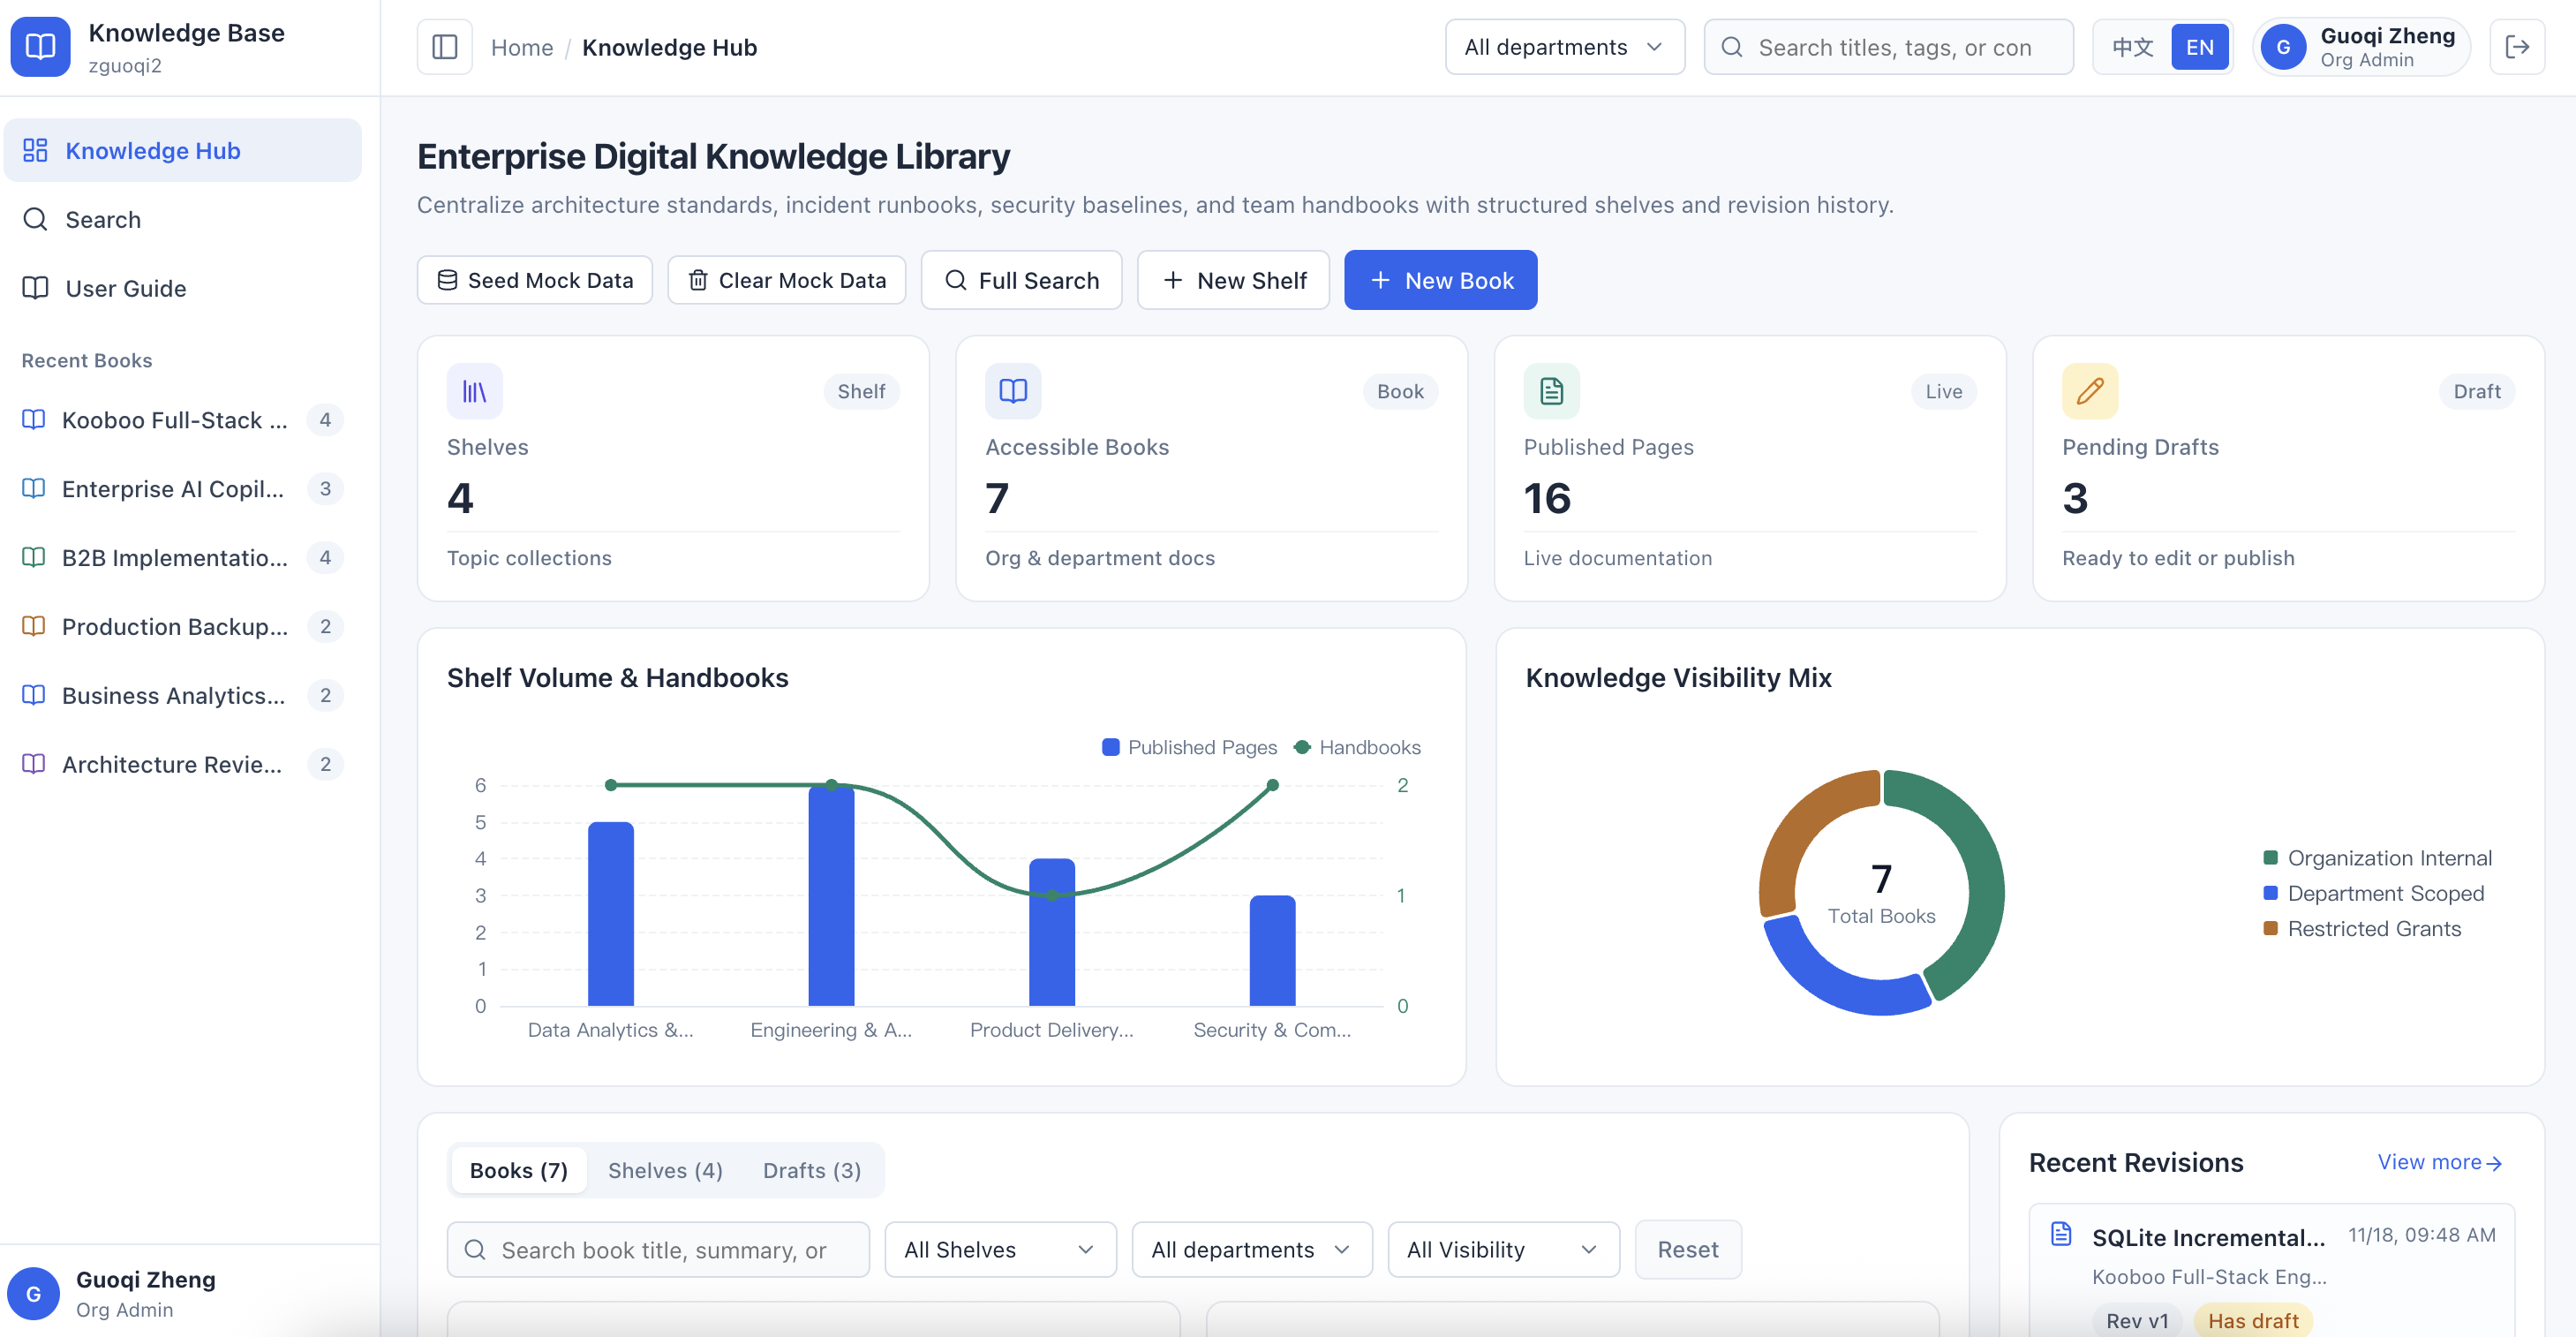 Knowledge Base
zguoqi2
Home / Knowledge Hub
All departments
Search titles, tags, or con
中文 EN
G
Guoqi Zheng
Org Admin
Knowledge Hub
Search
User Guide
Recent Books
Kooboo Full-Stack ... 4
Enterprise AI Copil... 3
B2B Implementatio... 4
Production Backup... 2
Business Analytics... 2
Architecture Revie... 2
G
Guoqi Zheng
Org Admin
Enterprise Digital Knowledge Library
Centralize architecture standards, incident runbooks, security baselines, and team handbooks with structured shelves and revision history.
Seed Mock Data
Clear Mock Data
Full Search
+ New Shelf
+ New Book
Shelf
Shelves
4
Topic collections
Book
Accessible Books
7
Org & department docs
Live
Published Pages
16
Live documentation
Draft
Pending Drafts
3
Ready to edit or publish
Shelf Volume & Handbooks
Published Pages Handbooks
6 2
5
4
3 1
2
1
0 0
Data Analytics &... Engineering & A... Product Delivery... Security & Com...
Knowledge Visibility Mix
7
Total Books
Organization Internal
Department Scoped
Restricted Grants
Books (7) Shelves (4) Drafts (3)
Search book title, summary, or
All Shelves
All departments
All Visibility
Reset
Recent Revisions
View more
SQLite Incremental... 11/18, 09:48 AM
Kooboo Full-Stack Eng...
Rev v1 Has draft